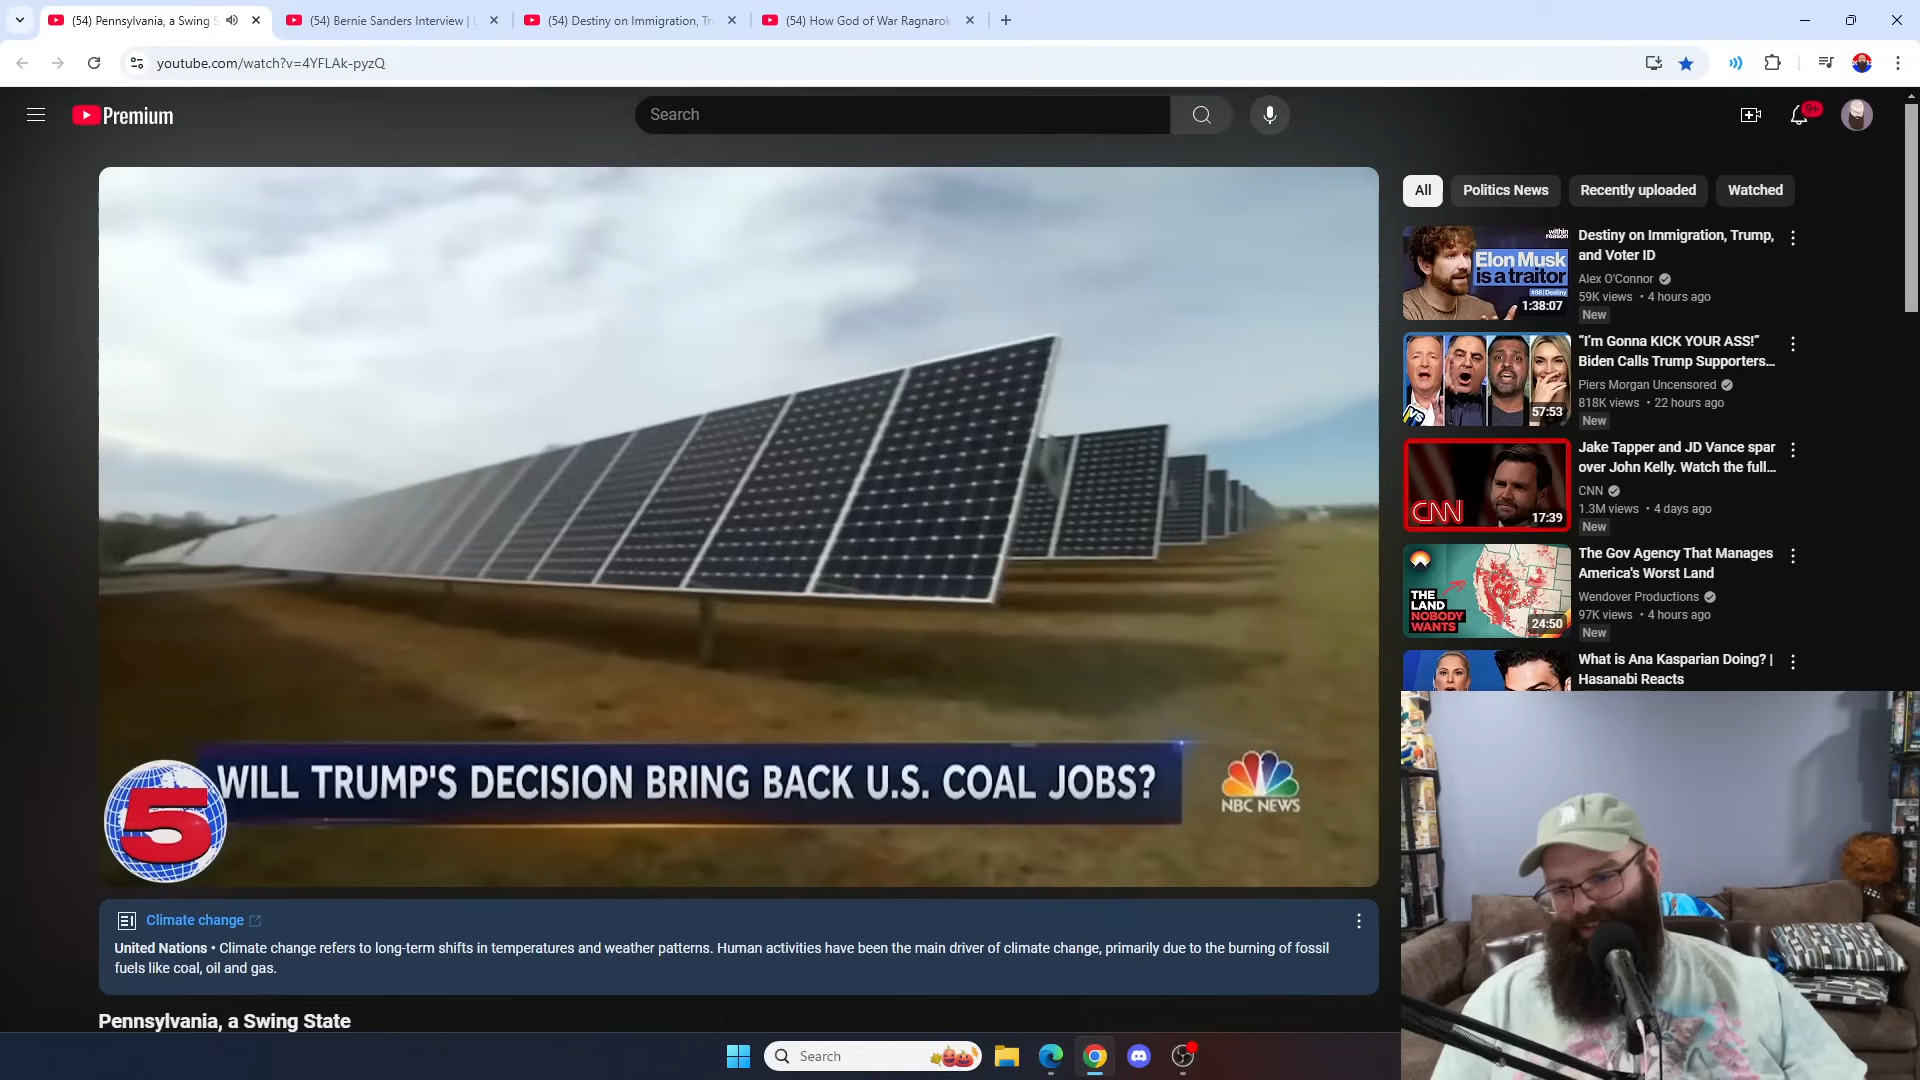 (54) Pennsylvania, a Swing S
(54) Bernie Sanders Interview |
(54) Destiny on Immigration, Tr
(54) How God of War Ragnarok
youtube.com/watch?v=4YFLAk-pyzQ
Premium
Search
9+
All
Politics News
Recently uploaded
Watched
within reason
Elon Musk
is a traitor
#86|Destiny
1:38:07
Destiny on Immigration, Trump,
and Voter ID
Alex O'Connor
59K views • 4 hours ago
New
VS
57:53
“I’m Gonna KICK YOUR ASS!”
Biden Calls Trump Supporters...
Piers Morgan Uncensored
818K views • 22 hours ago
New
CNN
17:39
Jake Tapper and JD Vance spar
over John Kelly. Watch the full...
CNN
1.3M views • 4 days ago
New
THE
LAND
NOBODY
WANTS
24:50
The Gov Agency That Manages
America's Worst Land
Wendover Productions
97K views • 4 hours ago
New
What is Ana Kasparian Doing? |
Hasanabi Reacts
5
WILL TRUMP'S DECISION BRING BACK U.S. COAL JOBS?
NBC NEWS
Climate change
United Nations • Climate change refers to long-term shifts in temperatures and weather patterns. Human activities have been the main driver of climate change, primarily due to the burning of fossil
fuels like coal, oil and gas.
Pennsylvania, a Swing State
Search